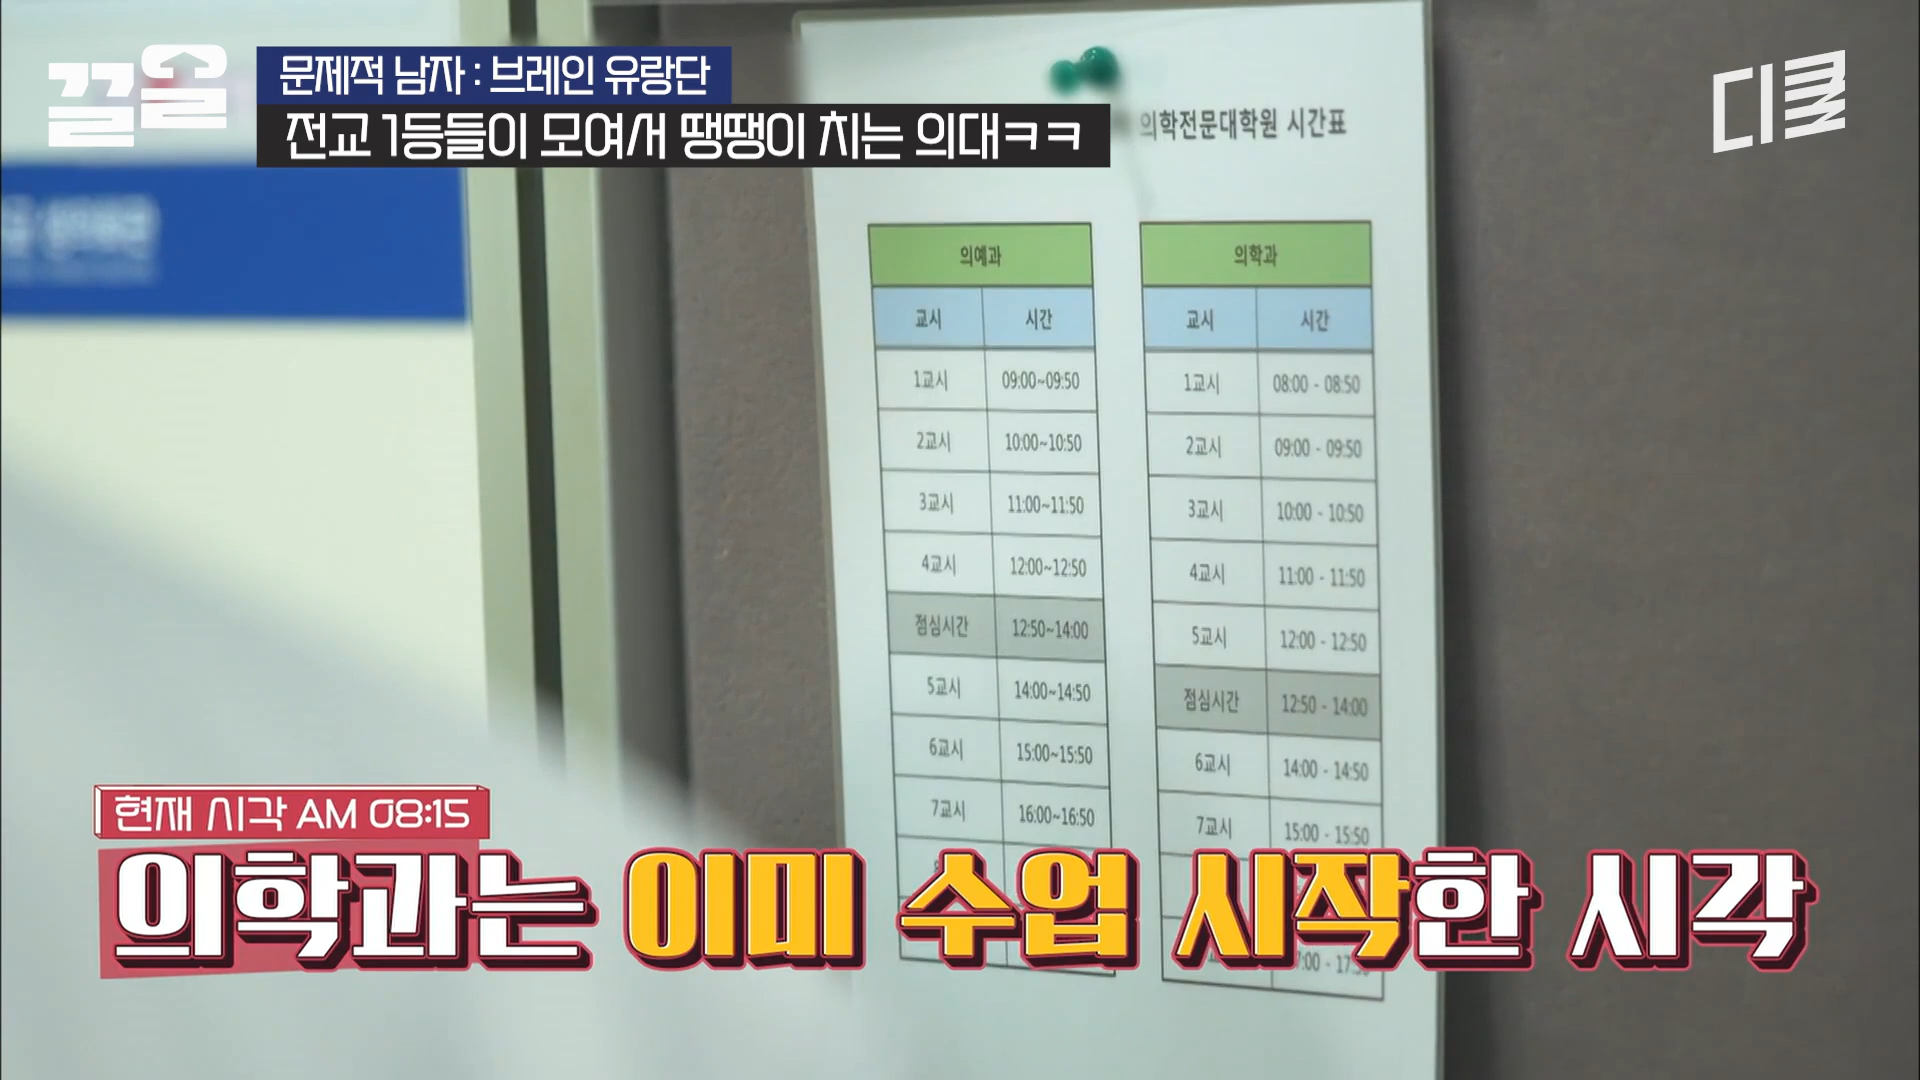 끌올
문제적 남자 : 브레인 유랑단
전교 1등들이 모여서 땡땡이 치는 의대ㅋㅋ
디글
의학전문대학원 시간표
의예과
교시 시간
1교시 09:00~09:50
2교시 10:00~10:50
3교시 11:00~11:50
4교시 12:00~12:50
점심시간 12:50~14:00
5교시 14:00~14:50
6교시 15:00~15:50
7교시 16:00~16:50
의학과
교시 시간
1교시 08:00 - 08:50
2교시 09:00 - 09:50
3교시 10:00 - 10:50
4교시 11:00 - 11:50
5교시 12:00 - 12:50
점심시간 12:50 - 14:00
6교시 14:00 - 14:50
7교시 15:00 - 15:50
현재 시각 AM 08:15
의학과는 이미 수업 시작한 시각